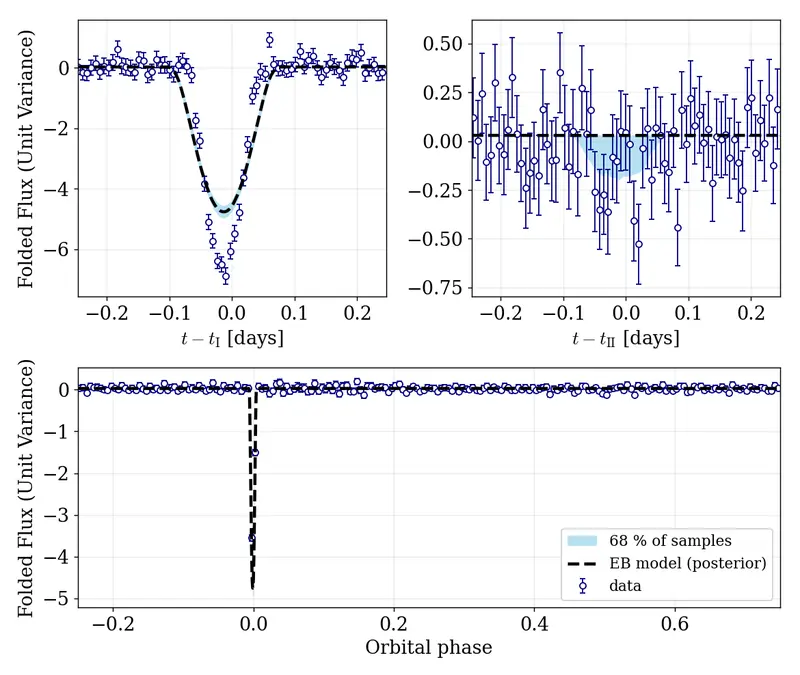 Folded Flux (Unit Variance)
0
−2
−4
−6
−0.2 −0.1 0.0 0.1 0.2
t − tI [days]
0.50
0.25
0.00
−0.25
−0.50
−0.75
−0.2 −0.1 0.0 0.1 0.2
t − tII [days]
Folded Flux (Unit Variance)
0
−1
−2
−3
−4
−5
68 % of samples
EB model (posterior)
data
−0.2 0.0 0.2 0.4 0.6
Orbital phase